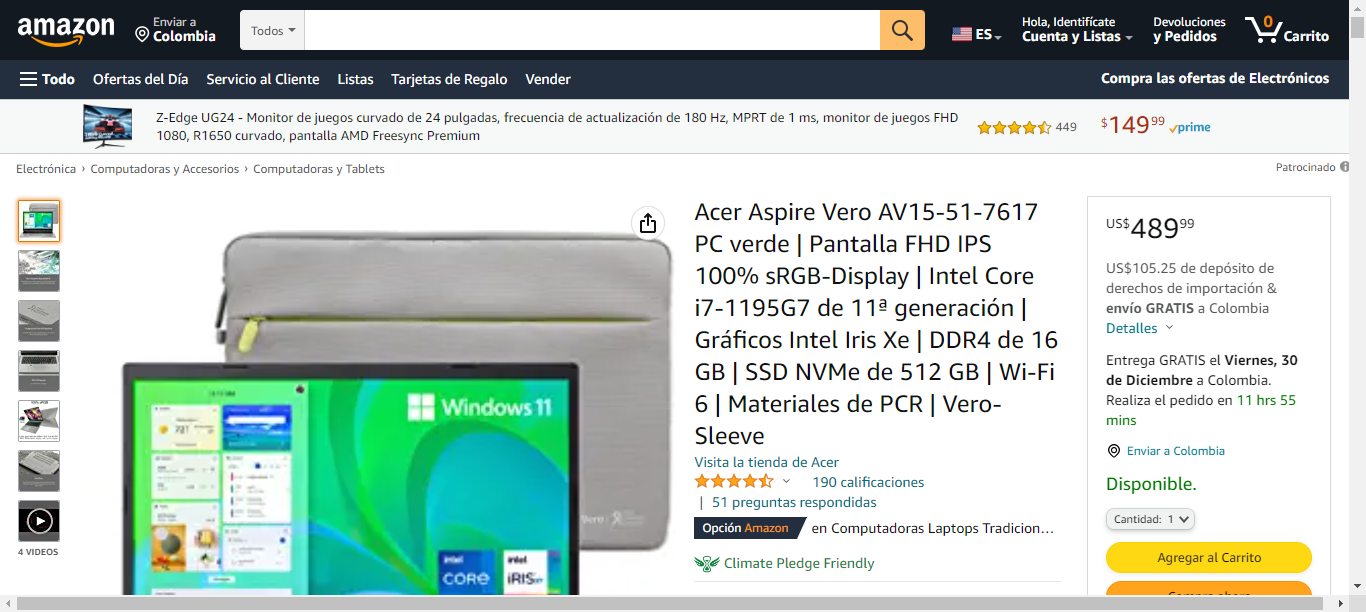 amazon
Enviar a
Colombia
Todos
ES
Hola, Identifícate
Cuenta y Listas
Devoluciones
y Pedidos
0
Carrito
Todo
Ofertas del Día
Servicio al Cliente
Listas
Tarjetas de Regalo
Vender
Compra las ofertas de Electrónicos
Z-Edge UG24 - Monitor de juegos curvado de 24 pulgadas, frecuencia de actualización de 180 Hz, MPRT de 1 ms, monitor de juegos FHD
1080, R1650 curvado, pantalla AMD Freesync Premium
449
$149⁹⁹
prime
Electrónica › Computadoras y Accesorios › Computadoras y Tablets
Patrocinado
4 VIDEOS
Windows 11
Vero
intel
CORE
intel
iRIS xe
Acer Aspire Vero AV15-51-7617
PC verde | Pantalla FHD IPS
100% sRGB-Display | Intel Core
i7-1195G7 de 11ª generación |
Gráficos Intel Iris Xe | DDR4 de 16
GB | SSD NVMe de 512 GB | Wi-Fi
6 | Materiales de PCR | Vero-
Sleeve
Visita la tienda de Acer
190 calificaciones
| 51 preguntas respondidas
Opción Amazon
en Computadoras Laptops Tradicion…
Climate Pledge Friendly
US$489⁹⁹
US$105.25 de depósito de
derechos de importación &
envío GRATIS a Colombia
Detalles
Entrega GRATIS el Viernes, 30
de Diciembre a Colombia.
Realiza el pedido en 11 hrs 55
mins
Enviar a Colombia
Disponible.
Cantidad: 1
Agregar al Carrito
Compra ahora